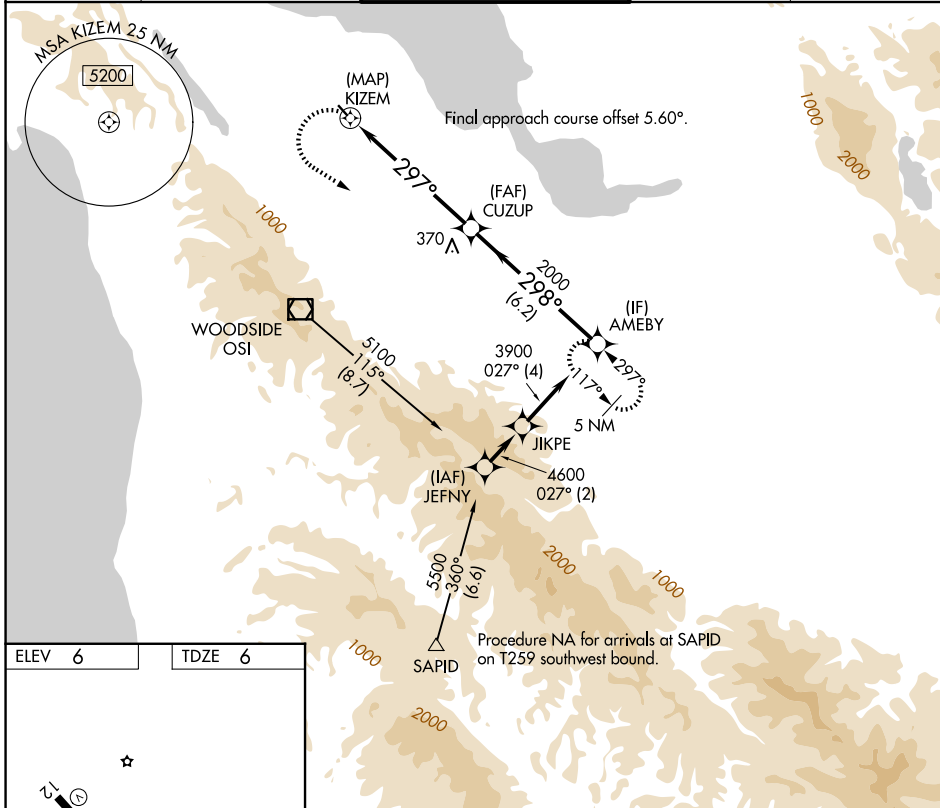 MSA KIZEM 25 NM
5200
(MAP)
KIZEM
Final approach course offset 5.60°.
1000
2000
297°
(FAF)
CUZUP
370
1000
2000
298°
(6.2)
(IF)
AMEBY
WOODSIDE
OSI
5100
115°
(8.7)
3900
027° (4)
297°
117°
5 NM
JIKPE
(IAF)
JEFNY
4600
027° (2)
5500
360°
(6.6)
2000
1000
SAPID
Procedure NA for arrivals at SAPID
on T259 southwest bound.
1000
2000
ELEV 6
TDZE 6
12
V